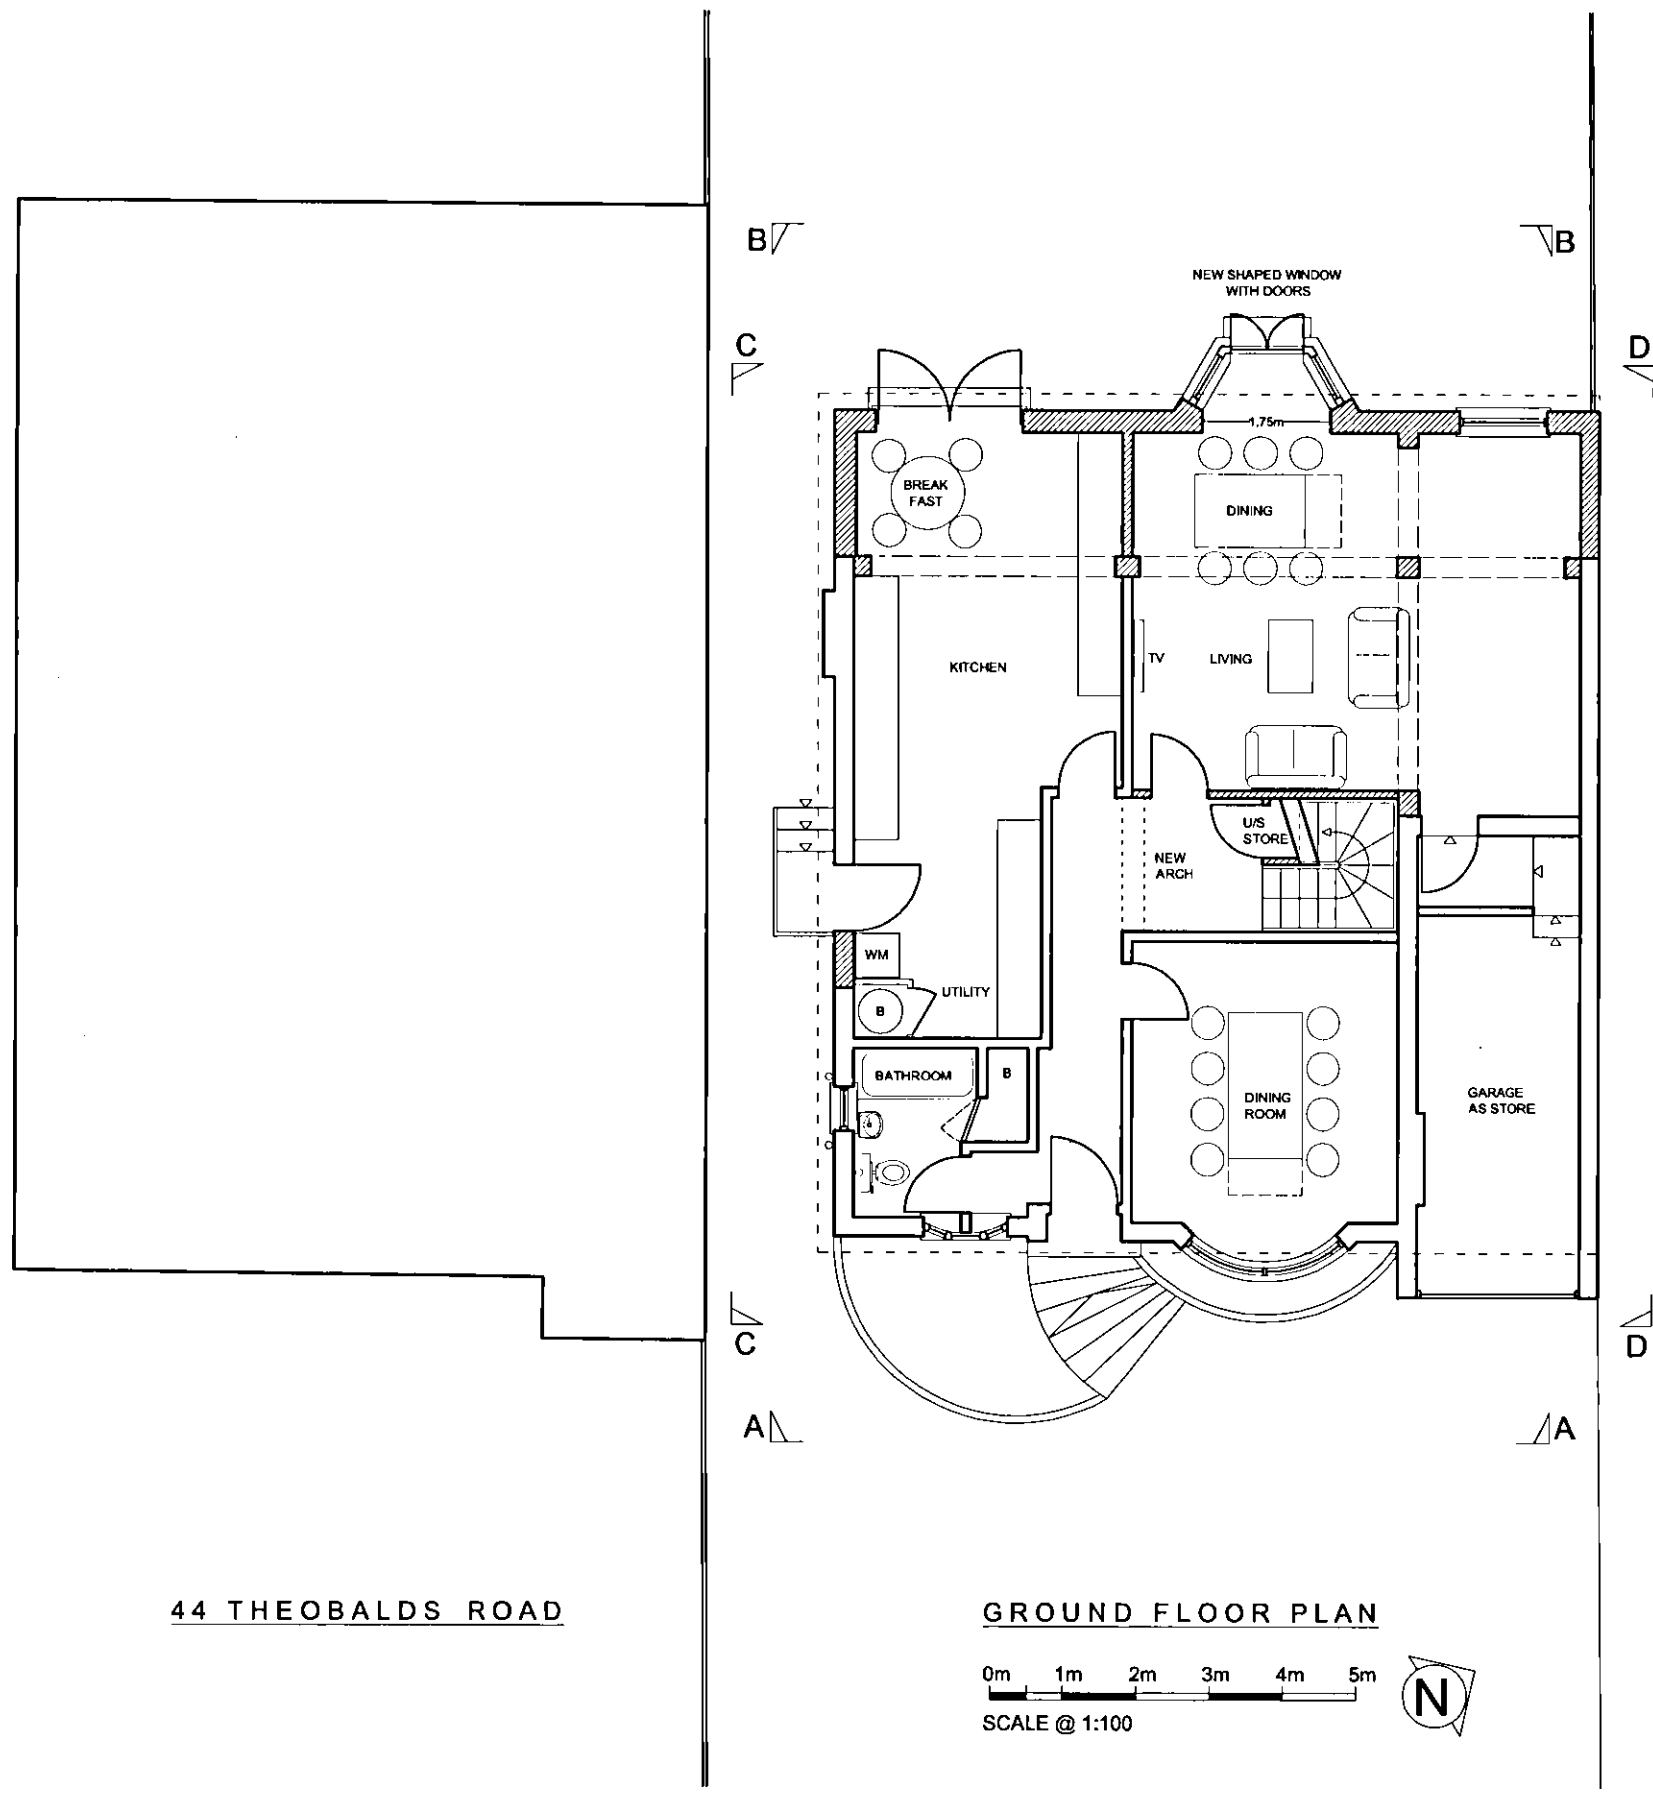 B
B
NEW SHAPED WINDOW
WITH DOORS
C
D
1.75m
BREAK
FAST
DINING
KITCHEN
TV
LIVING
U/S
STORE
NEW
ARCH
WM
UTILITY
B
BATHROOM
B
DINING
ROOM
GARAGE
AS STORE
C
D
A
A
44 THEOBALDS ROAD
GROUND FLOOR PLAN
0m 1m 2m 3m 4m 5m
SCALE @ 1:100
N